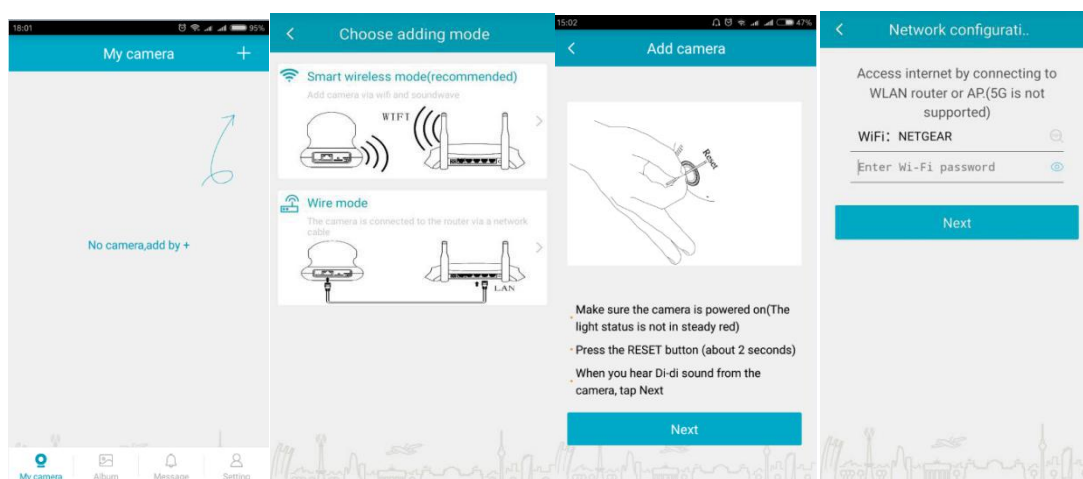 18:01
95%
My camera
No camera,add by +
My camera
Album
Message
Setting
Choose adding mode
Smart wireless mode(recommended)
Add camera via wifi and soundwave
WIFI
Wire mode
The camera is connected to the router via a network
cable
LAN
15:02
47%
Add camera
Reset
Make sure the camera is powered on(The
light status is not in steady red)
Press the RESET button (about 2 seconds)
When you hear Di-di sound from the
camera, tap Next
Next
Network configurati..
Access internet by connecting to
WLAN router or AP.(5G is not
supported)
WiFi: NETGEAR
Enter Wi-Fi password
Next